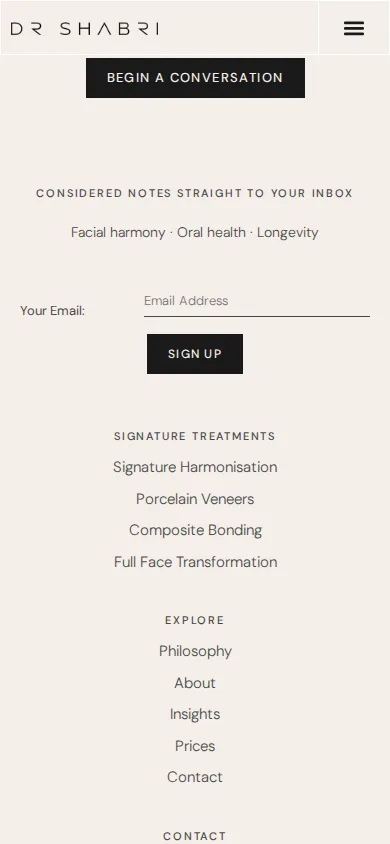 DR SHABRI
BEGIN A CONVERSATION
CONSIDERED NOTES STRAIGHT TO YOUR INBOX
Facial harmony · Oral health · Longevity
Your Email:
Email Address
SIGN UP
SIGNATURE TREATMENTS
Signature Harmonisation
Porcelain Veneers
Composite Bonding
Full Face Transformation
EXPLORE
Philosophy
About
Insights
Prices
Contact
CONTACT